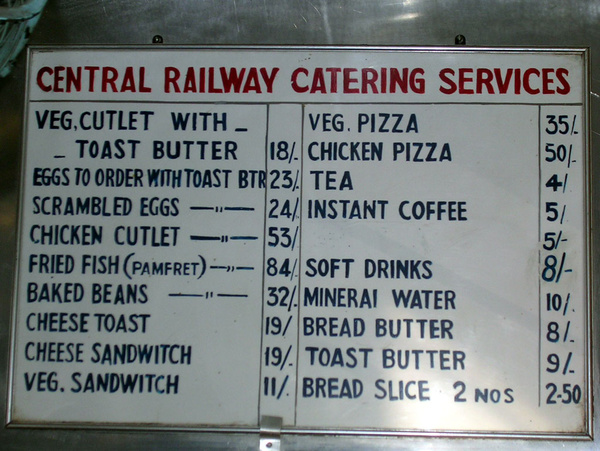 CENTRAL RAILWAY CATERING SERVICES
VEG, CUTLET WITH _
_ TOAST BUTTER 18/-
EGGS TO ORDER WITH TOAST BTR 23/-
SCRAMBLED EGGS —"— 24/-
CHICKEN CUTLET —"— 53/-
FRIED FISH (PAMFRET) —"— 84/-
BAKED BEANS —"— 32/-
CHEESE TOAST 19/-
CHEESE SANDWITCH 19/-
VEG. SANDWITCH 11/-
VEG. PIZZA 35/-
CHICKEN PIZZA 50/-
TEA 4/-
INSTANT COFFEE 5/
5/-
SOFT DRINKS 8/-
MINERAI WATER 10/-
BREAD BUTTER 8/-
TOAST BUTTER 9/-
BREAD SLICE 2 NOS 2-50